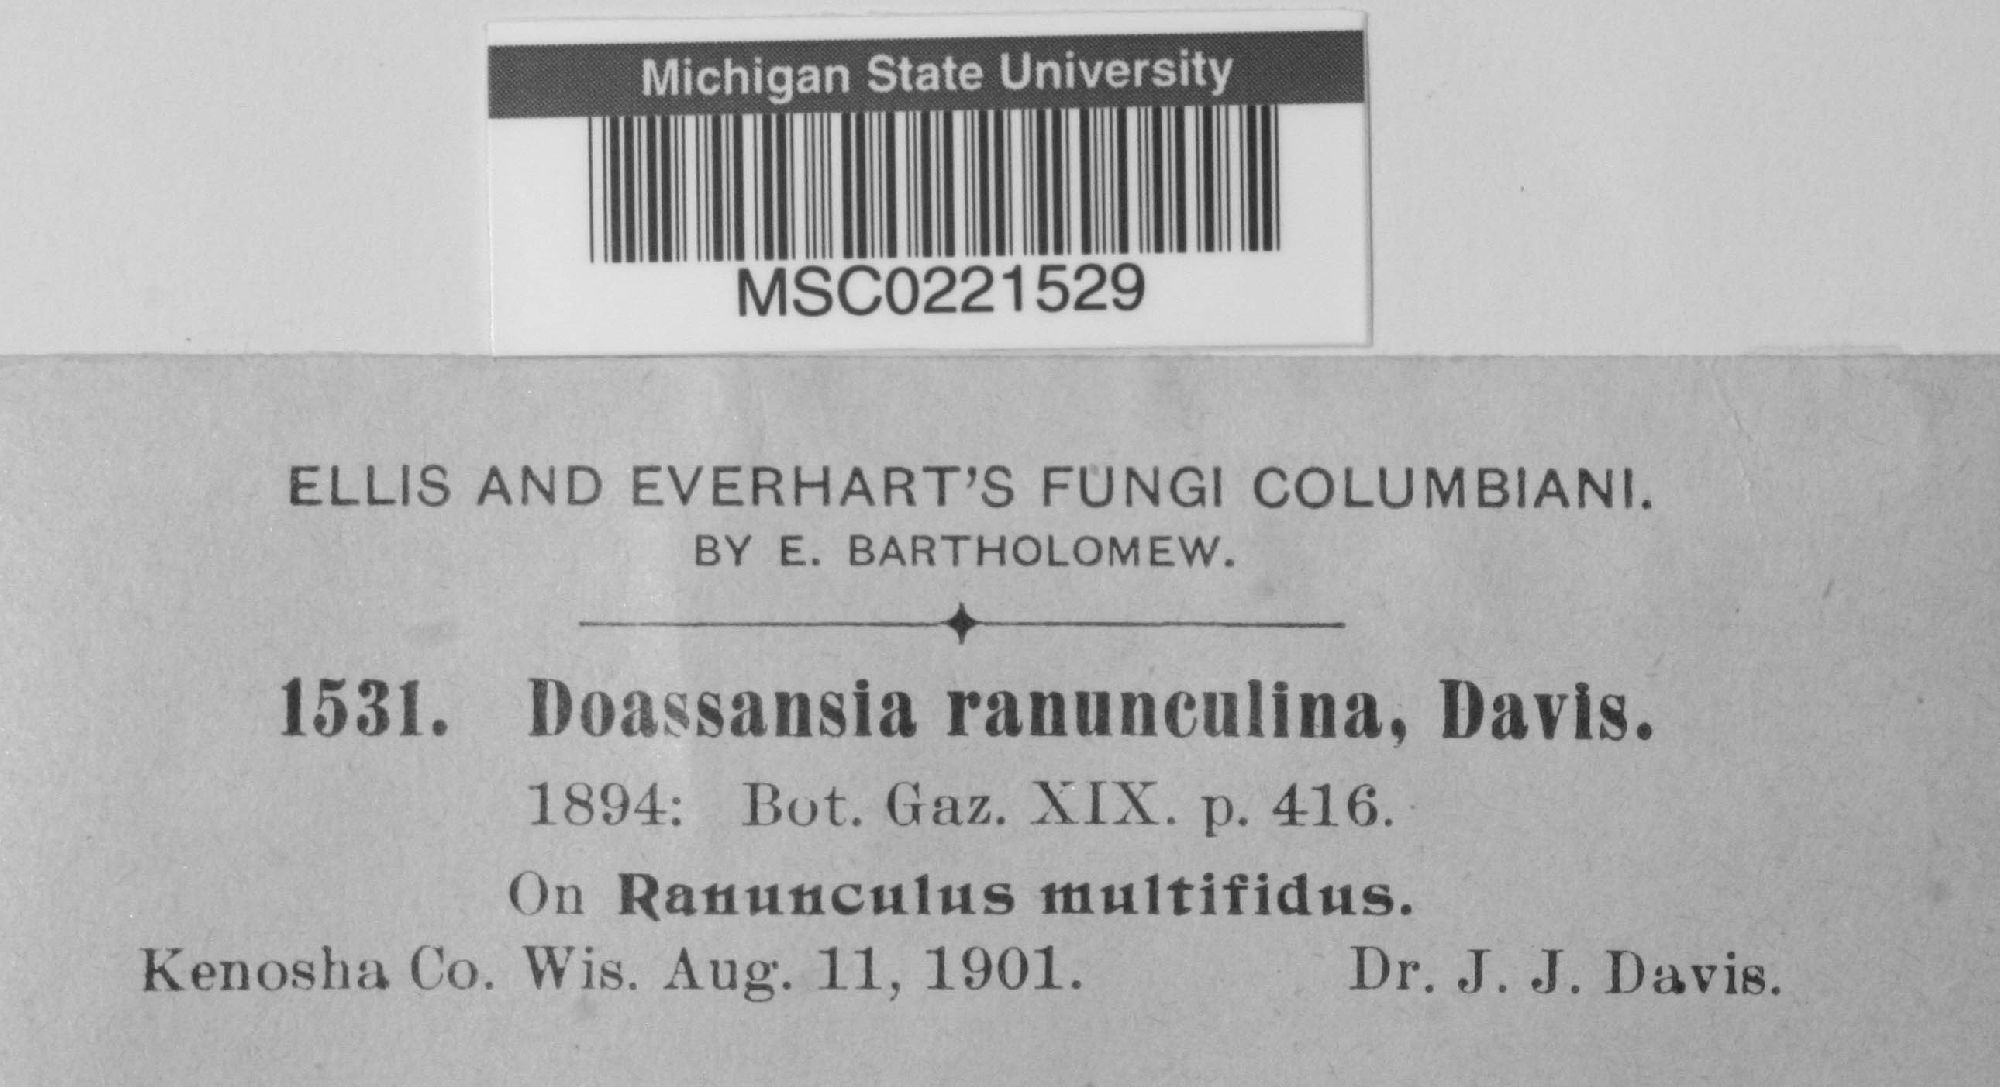 Michigan State University
MSC0221529
ELLIS AND EVERHART'S FUNGI COLUMBIANI.
BY E. BARTHOLOMEW.
1531. Doassansia ranunculina, Davis.
1894: Bot. Gaz. XIX. p. 416.
On Ranunculus multifidus.
Kenosha Co. Wis. Aug. 11, 1901. Dr. J. J. Davis.